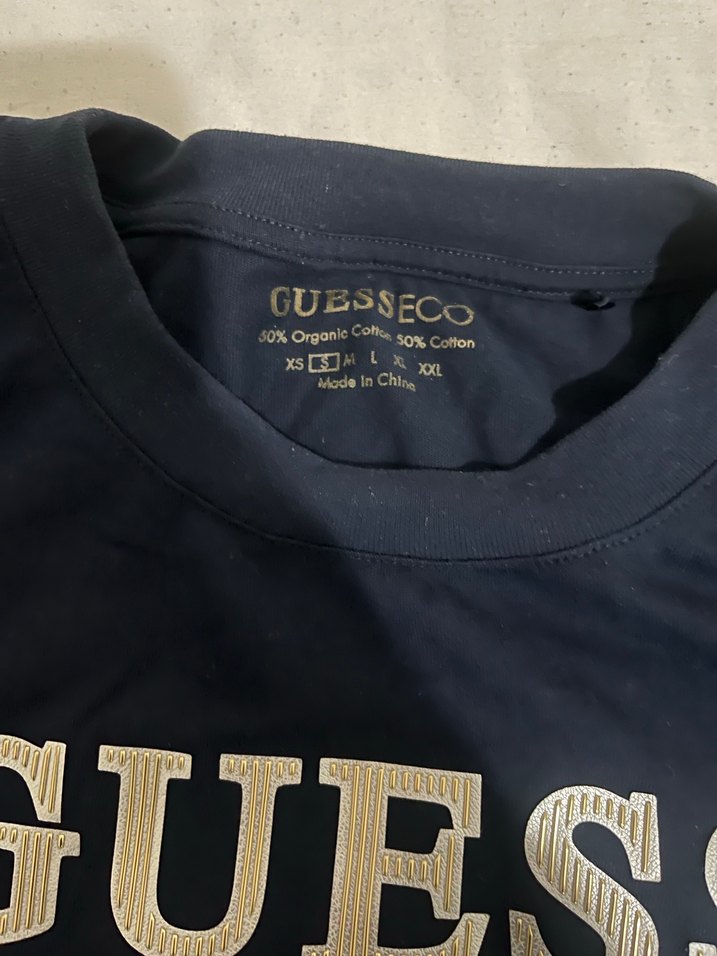 GUESSECO
50% Organic Cotton 50% Cotton
XS S M L XL XXL
Made in China
GUESS